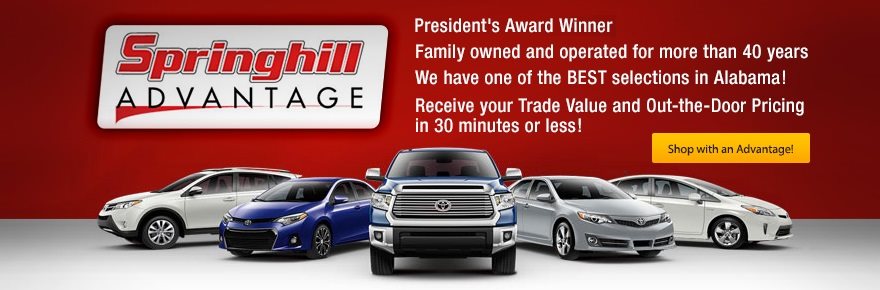 Springhill
ADVANTAGE
President's Award Winner
Family owned and operated for more than 40 years
We have one of the BEST selections in Alabama!
Receive your Trade Value and Out-the-Door Pricing
in 30 minutes or less!
Shop with an Advantage!